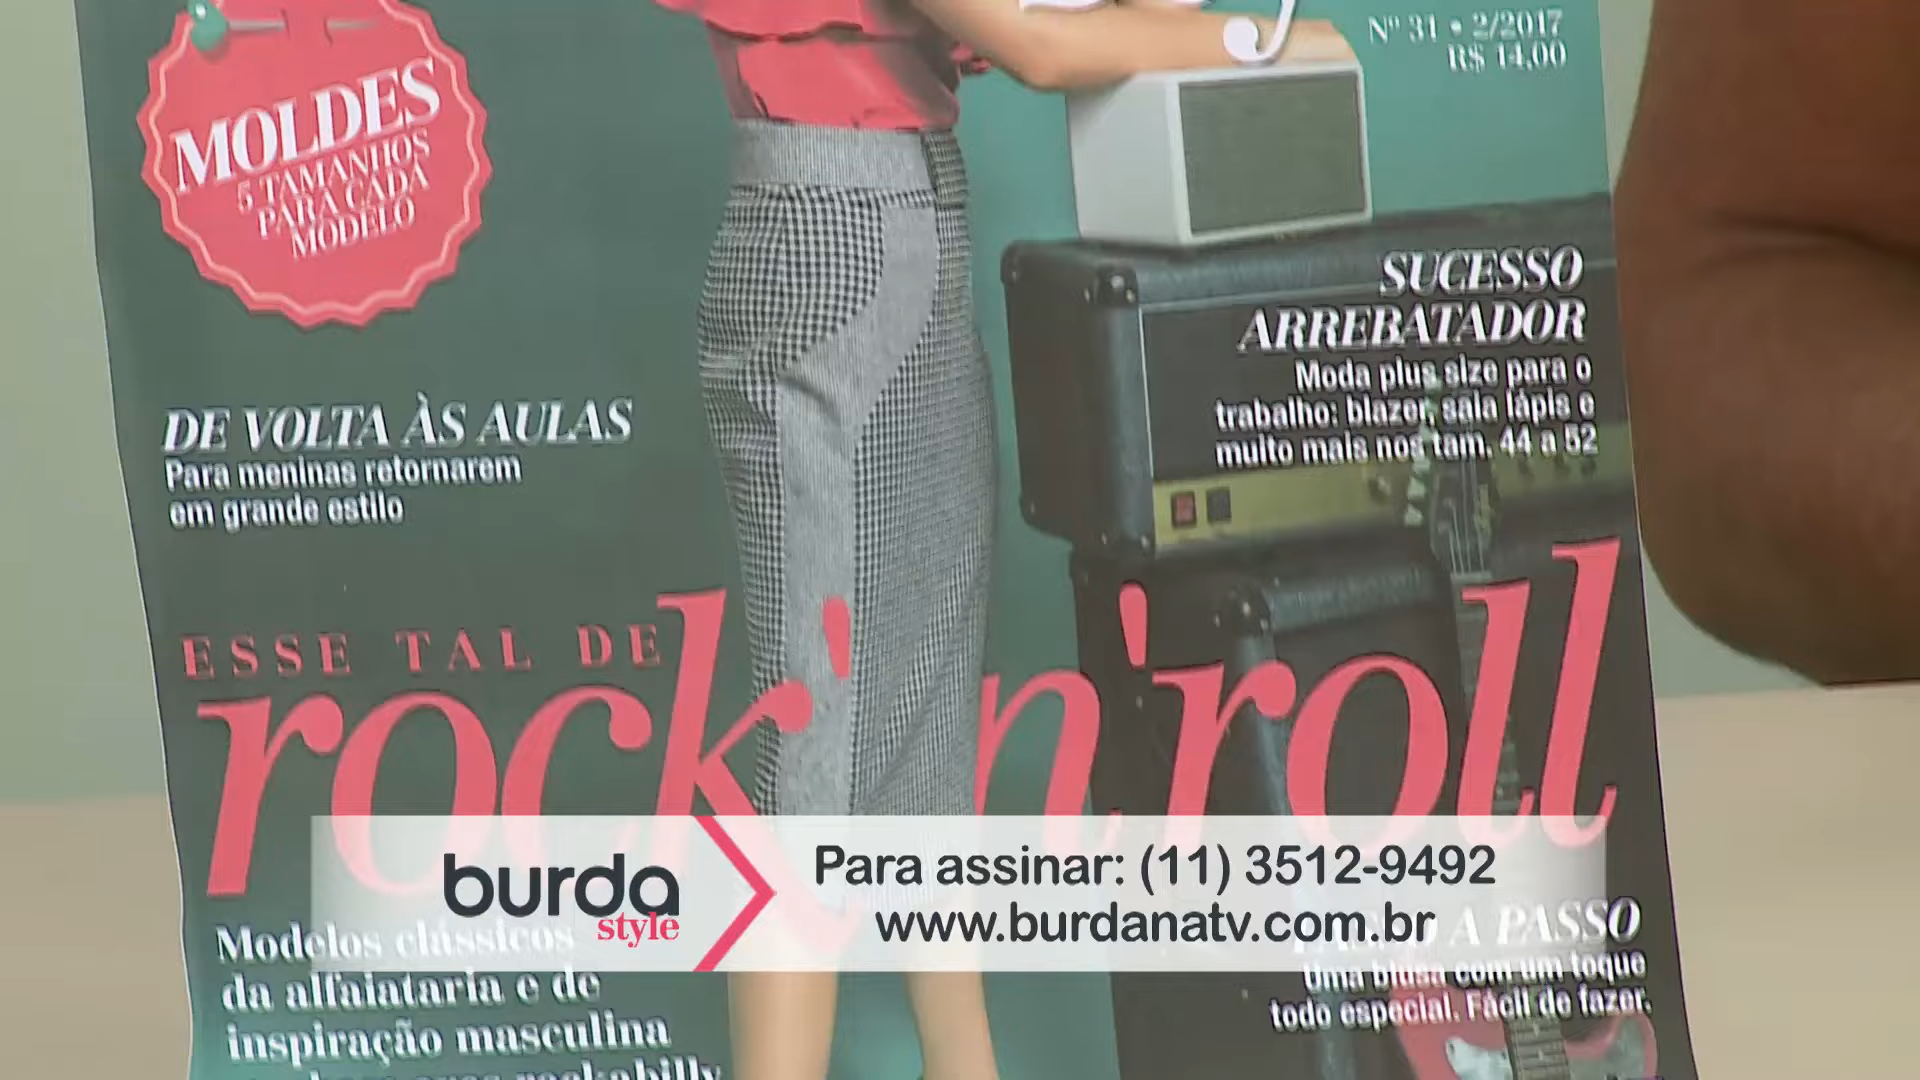 Nº 31 • 2/2017
R$ 14,00
MOLDES
5 TAMANHOS
PARA CADA
MODELO
SUCESSO
ARREBATADOR
Moda plus size para o
trabalho: blazer, saia lápis e
muito mais nos tam. 44 a 52
DE VOLTA ÀS AULAS
Para meninas retornarem
em grande estilo
ESSE TAL DE
rock'n'roll
Modelos clássicos
da alfaiataria e de
inspiração masculina
rockabilly
PASSO A PASSO
Uma blusa com um toque
todo especial. Fácil de fazer.
burda
style
Para assinar: (11) 3512-9492
www.burdanatv.com.br